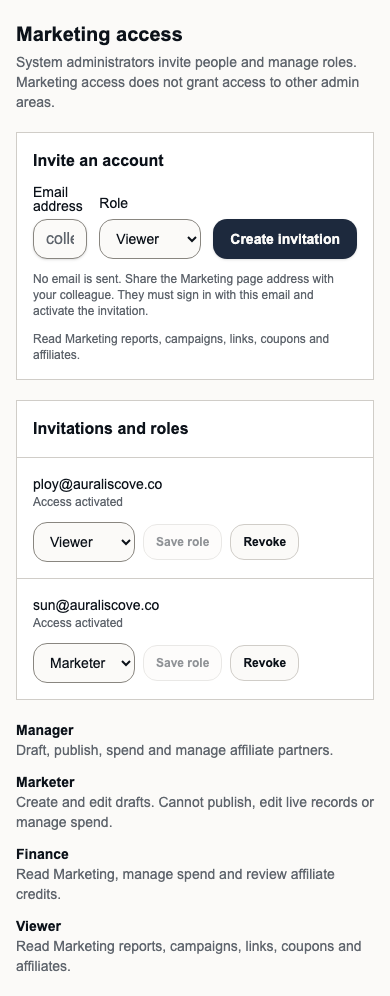 Marketing access
System administrators invite people and manage roles.
Marketing access does not grant access to other admin
areas.
Invite an account
Email
address
Role
colle
Viewer
Create invitation
No email is sent. Share the Marketing page address with
your colleague. They must sign in with this email and
activate the invitation.
Read Marketing reports, campaigns, links, coupons and
affiliates.
Invitations and roles
ploy@auraliscove.co
Access activated
Viewer
Save role
Revoke
sun@auraliscove.co
Access activated
Marketer
Save role
Revoke
Manager
Draft, publish, spend and manage affiliate partners.
Marketer
Create and edit drafts. Cannot publish, edit live records or
manage spend.
Finance
Read Marketing, manage spend and review affiliate
credits.
Viewer
Read Marketing reports, campaigns, links, coupons and
affiliates.